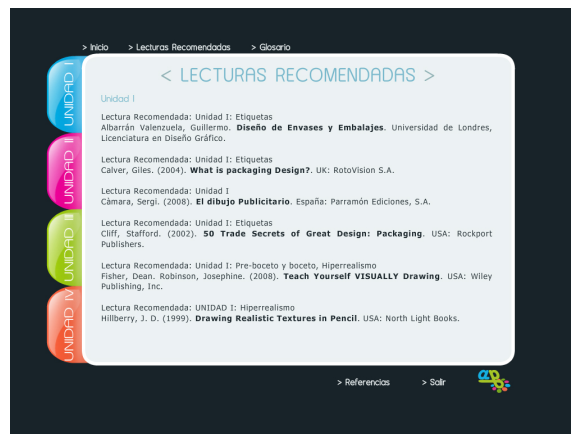 > Inicio > Lecturas Recomendadas > Glosario
< LECTURAS RECOMENDADAS >
UNIDAD I
UNIDAD II
UNIDAD III
UNIDAD IV
Unidad I
Lectura Recomendada: Unidad I: Etiquetas
Albarrán Valenzuela, Guillermo. Diseño de Envases y Embalajes. Universidad de Londres,
Licenciatura en Diseño Gráfico.
Lectura Recomendada: Unidad I: Etiquetas
Calver, Giles. (2004). What is packaging Design?. UK: RotoVision S.A.
Lectura Recomendada: Unidad I
Càmara, Sergi. (2008). El dibujo Publicitario. España: Parramón Ediciones, S.A.
Lectura Recomendada: Unidad I: Etiquetas
Cliff, Stafford. (2002). 50 Trade Secrets of Great Design: Packaging. USA: Rockport
Publishers.
Lectura Recomendada: Unidad I: Pre-boceto y boceto, Hiperrealismo
Fisher, Dean. Robinson, Josephine. (2008). Teach Yourself VISUALLY Drawing. USA: Wiley
Publishing, Inc.
Lectura Recomendada: UNIDAD I: Hiperrealismo
Hillberry, J. D. (1999). Drawing Realistic Textures in Pencil. USA: North Light Books.
> Referencias > Salir